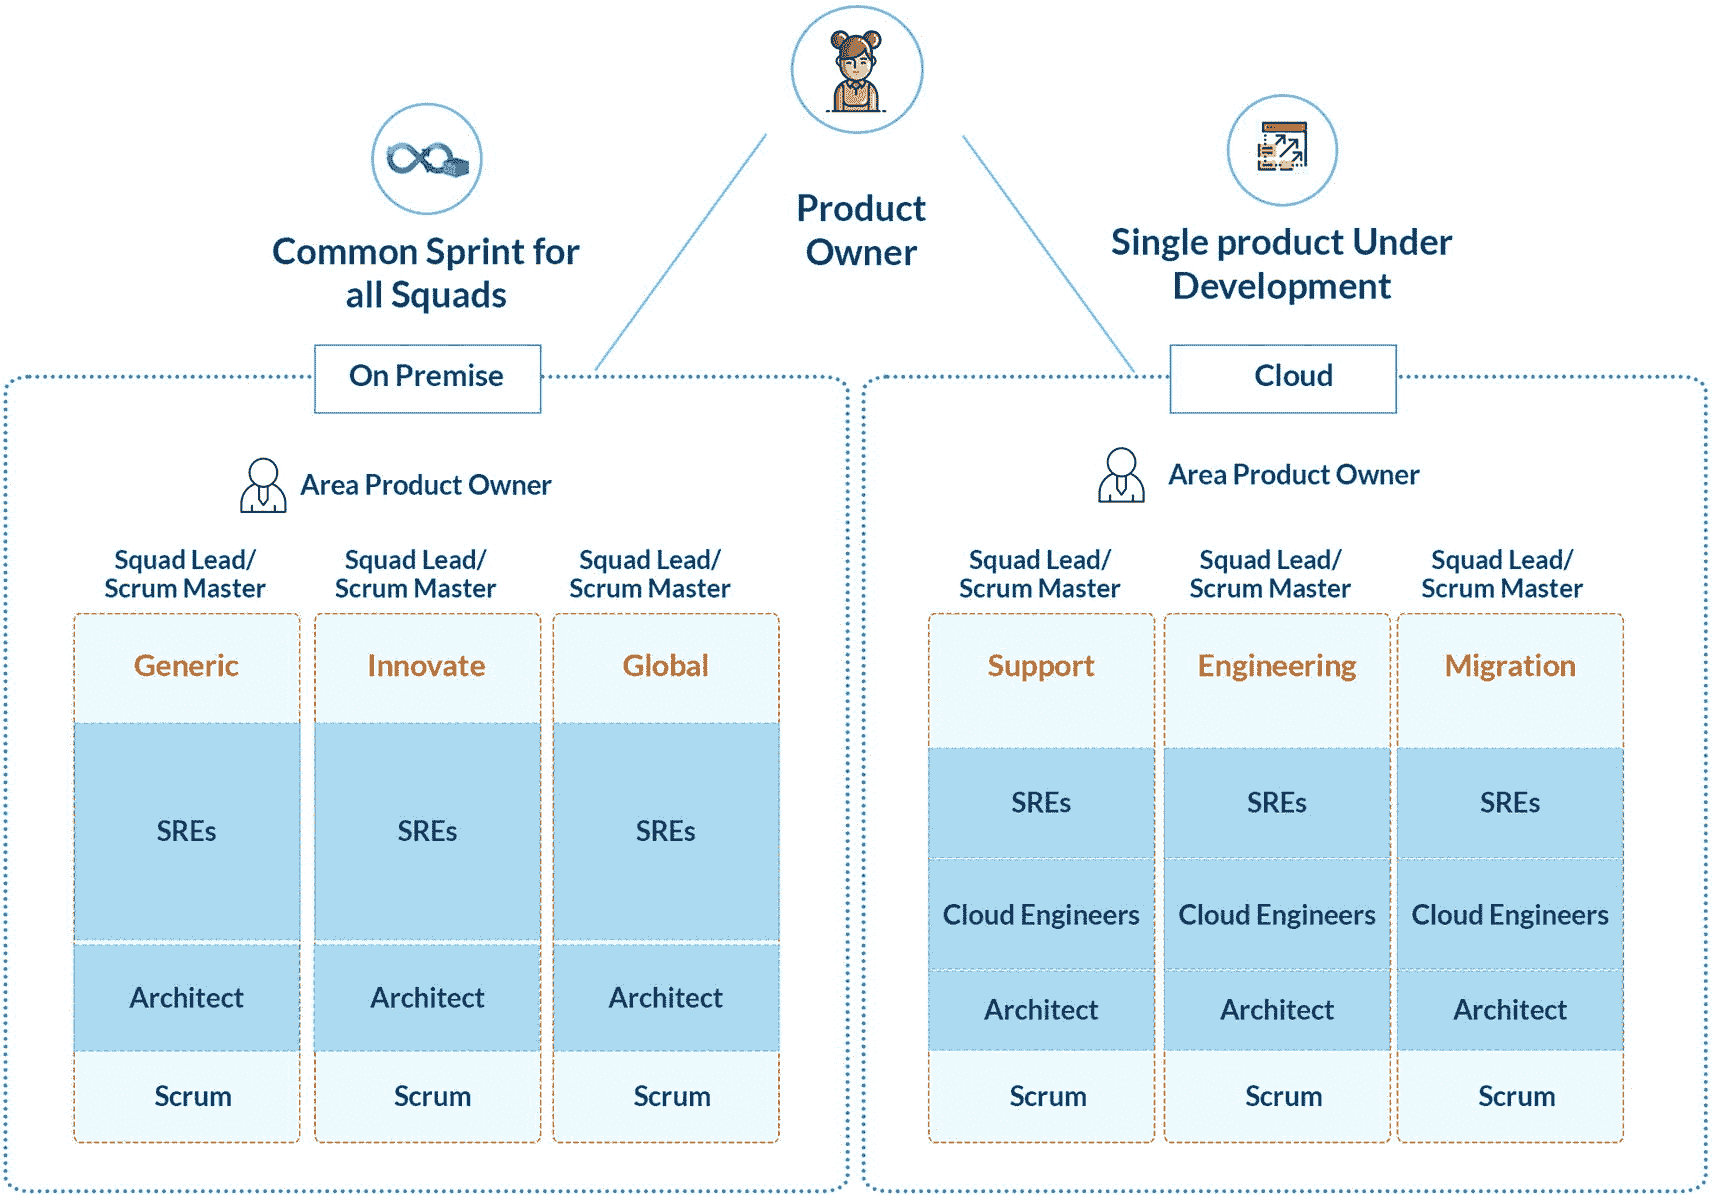 Product
Owner
Common Sprint for
all Squads
Single product Under
Development
On Premise
Area Product Owner
Squad Lead/
Scrum Master
Squad Lead/
Scrum Master
Squad Lead/
Scrum Master
Generic
Innovate
Global
SREs
SREs
SREs
Architect
Architect
Architect
Scrum
Scrum
Scrum
Cloud
Area Product Owner
Squad Lead/
Scrum Master
Squad Lead/
Scrum Master
Squad Lead/
Scrum Master
Support
Engineering
Migration
SREs
SREs
SREs
Cloud Engineers
Cloud Engineers
Cloud Engineers
Architect
Architect
Architect
Scrum
Scrum
Scrum